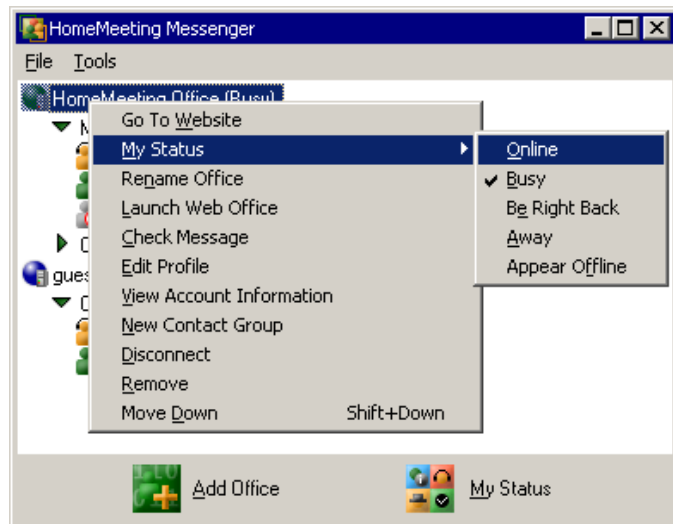 HomeMeeting Messenger
File Tools
HomeMeeting Office (Busy)
Go To Website
My Status
Rename Office
Launch Web Office
Check Message
Edit Profile
View Account Information
New Contact Group
Disconnect
Remove
Move Down Shift+Down
Online
Busy
Be Right Back
Away
Appear Offline
Add Office
My Status